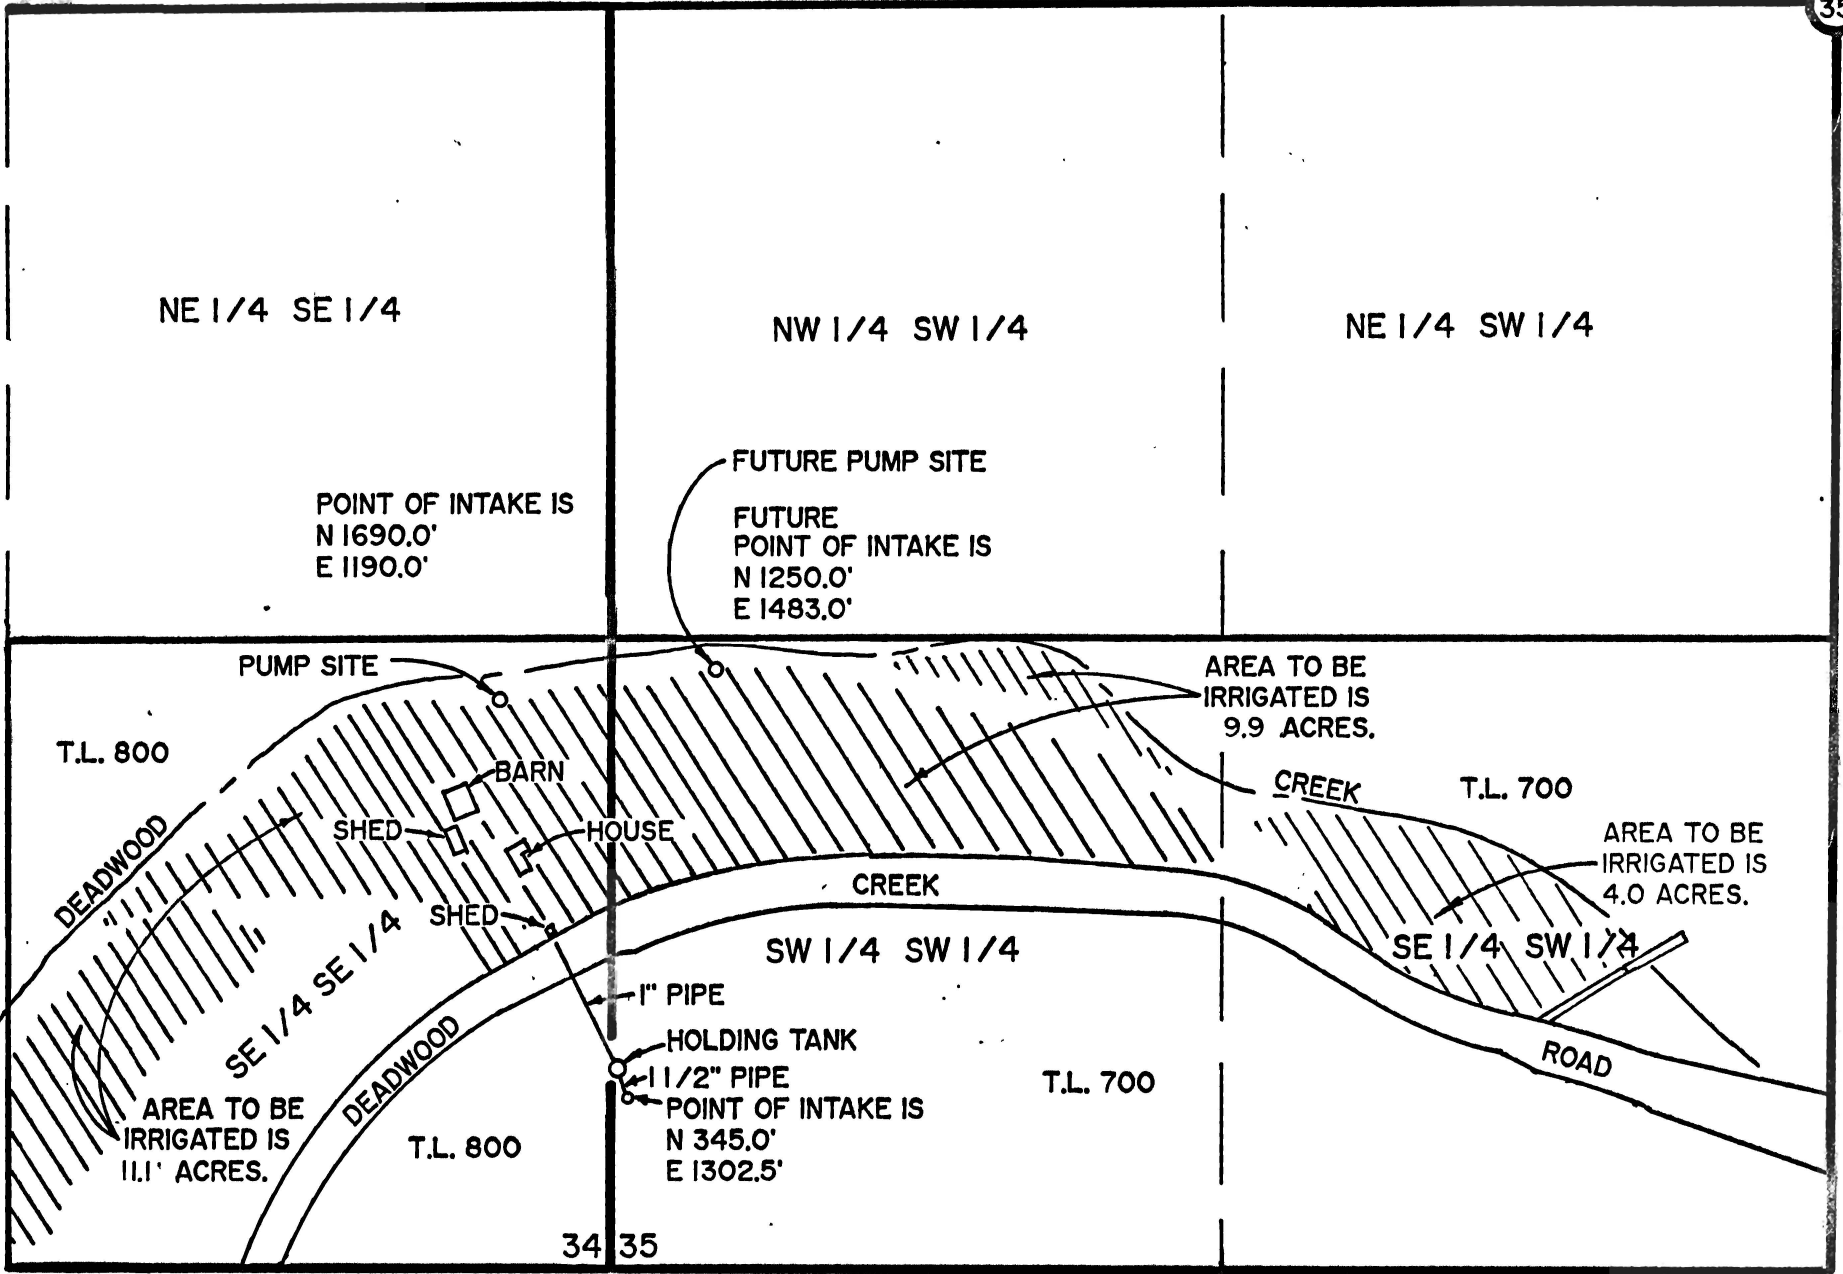 35
NE 1/4 SE 1/4
NW 1/4 SW 1/4
NE 1/4 SW 1/4
FUTURE PUMP SITE
POINT OF INTAKE IS
N 1690.0'
E 1190.0'
FUTURE
POINT OF INTAKE IS
N 1250.0'
E 1483.0'
PUMP SITE
AREA TO BE
IRRIGATED IS
9.9 ACRES.
T.L. 800
BARN
CREEK
T.L. 700
SHED
HOUSE
AREA TO BE
IRRIGATED IS
4.0 ACRES.
DEADWOOD
CREEK
SHED
SW 1/4 SW 1/4
SE 1/4 SW 1/4
SE 1/4 SE 1/4
1" PIPE
DEADWOOD
HOLDING TANK
ROAD
1 1/2" PIPE
T.L. 700
POINT OF INTAKE IS
N 345.0'
E 1302.5'
AREA TO BE
IRRIGATED IS
11.1' ACRES.
T.L. 800
34 35